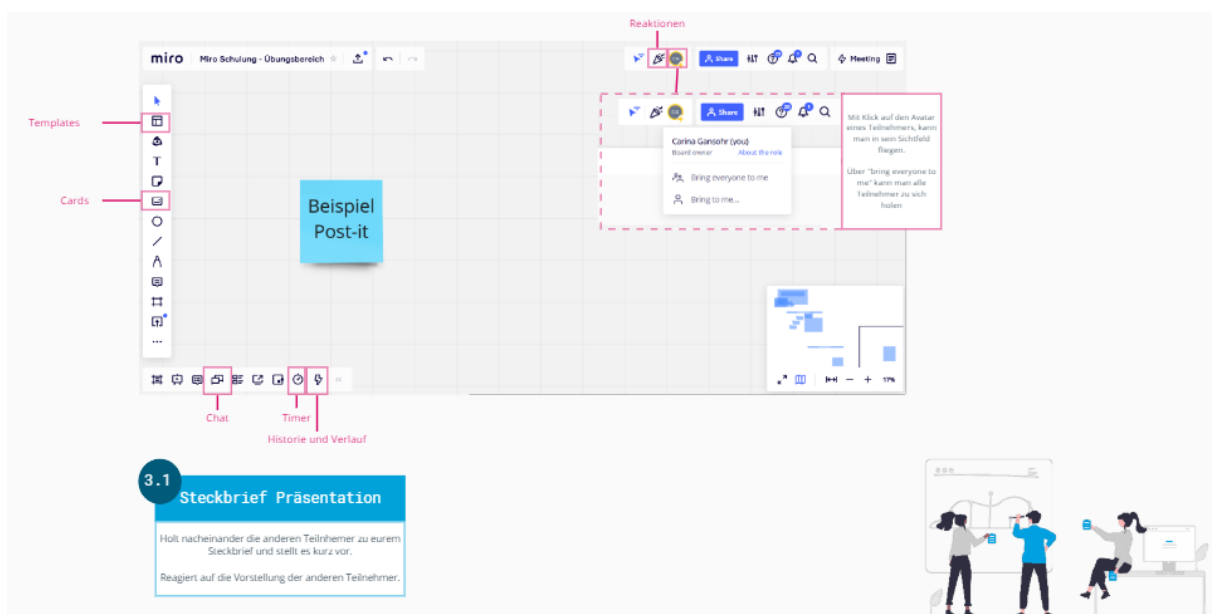 Reaktionen
miro Miro Schulung - Übungsbereich
Share
Meeting
Templates
Cards
T
Beispiel
Post-it
Share
Carina Gansohr (you)
Board owner About the role
Bring everyone to me
Bring to me...
Mit Klick auf den Avatar
eines Teilnehmers, kann
man in sein Sichtfeld
fliegen.
Über "bring everyone to
me" kann man alle
Teilnehmer zu sich
holen
17%
Chat
Timer
Historie und Verlauf
3.1
Steckbrief Präsentation
Holt nacheinander die anderen Teilnhemer zu eurem
Steckbrief und stellt es kurz vor.
Reagiert auf die Vorstellung der anderen Teilnehmer.